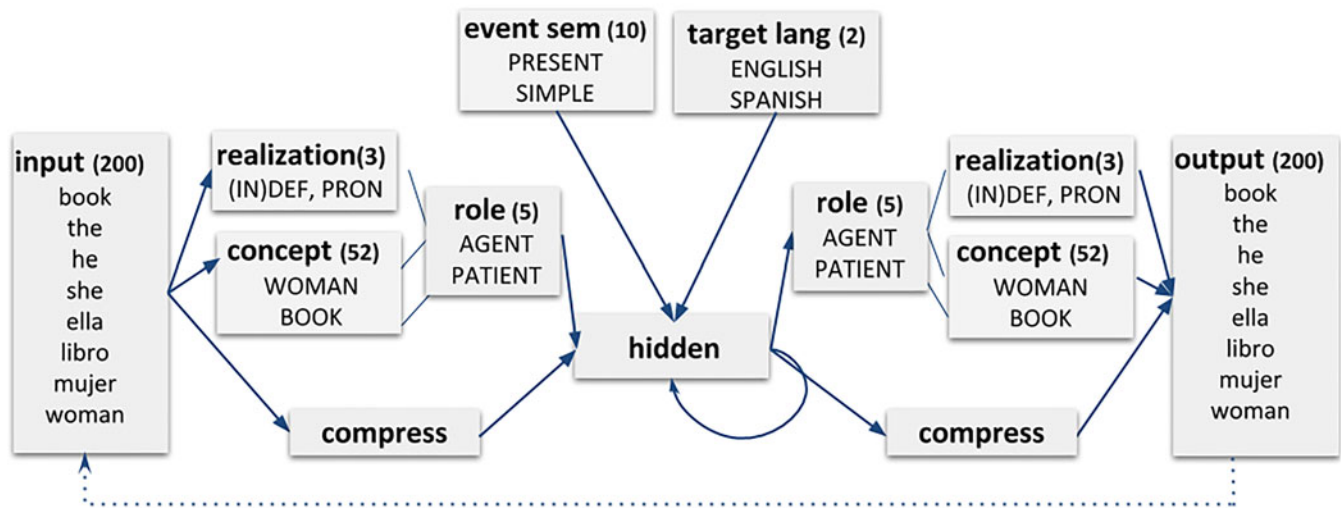 event sem (10)
PRESENT
SIMPLE
target lang (2)
ENGLISH
SPANISH
input (200)
book
the
he
she
ella
libro
mujer
woman
realization(3)
(IN)DEF, PRON
concept (52)
WOMAN
BOOK
role (5)
AGENT
PATIENT
compress
hidden
role (5)
AGENT
PATIENT
realization(3)
(IN)DEF, PRON
concept (52)
WOMAN
BOOK
compress
output (200)
book
the
he
she
ella
libro
mujer
woman